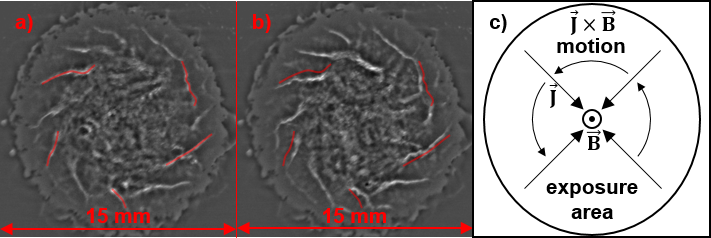 a)
15 mm
b)
15 mm
c)
J⃗ × B⃗
motion
J⃗
B⃗
exposure
area